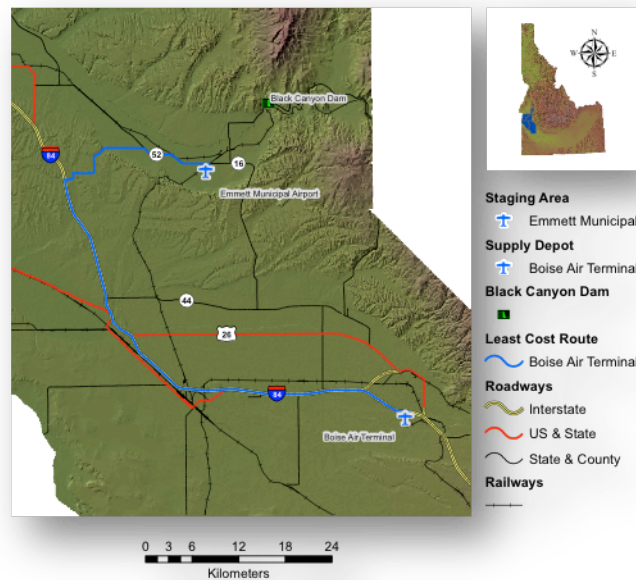 Black Canyon Dam
84
52
16
Emmett Municipal Airport
44
26
84
Boise Air Terminal
0 3 6 12 18 24
Kilometers
N
W E
S
Staging Area
Emmett Municipal
Supply Depot
Boise Air Terminal
Black Canyon Dam
Least Cost Route
Boise Air Terminal
Roadways
Interstate
US & State
State & County
Railways